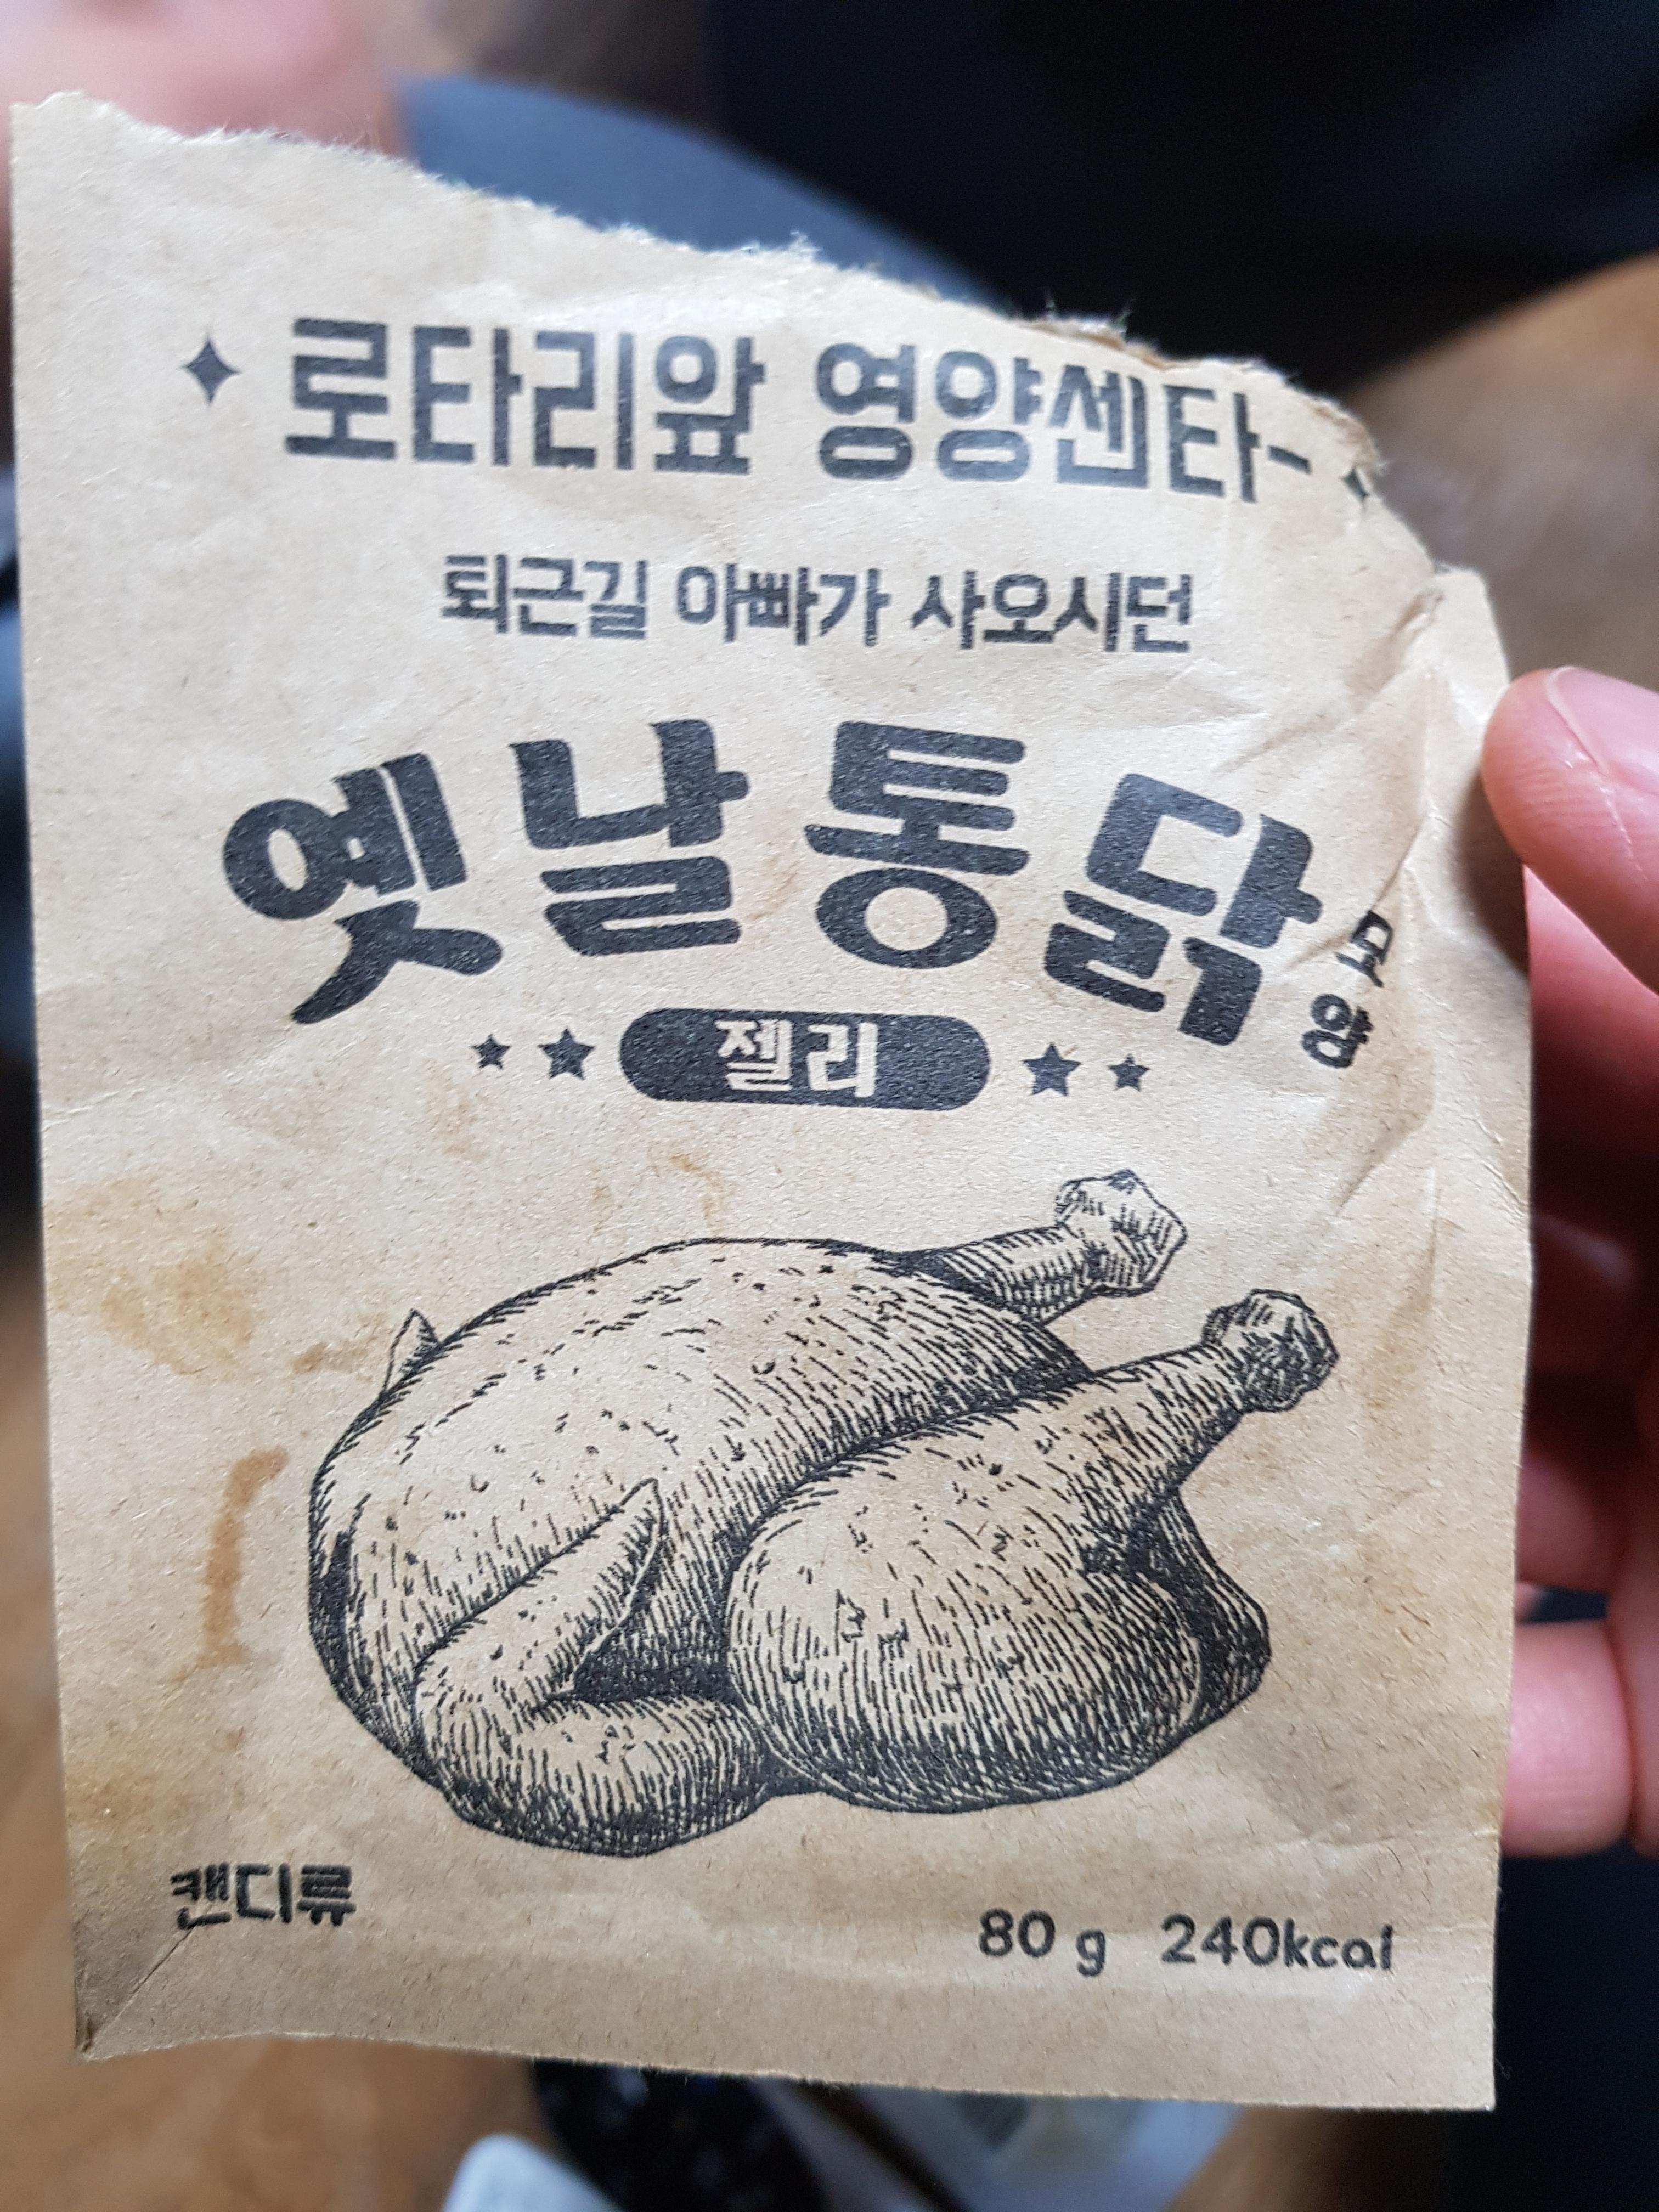 로타리앞 영양센타-
퇴근길 아빠가 사오시던
옛날통닭
모양
젤리
캔디류
80 g 240kcal